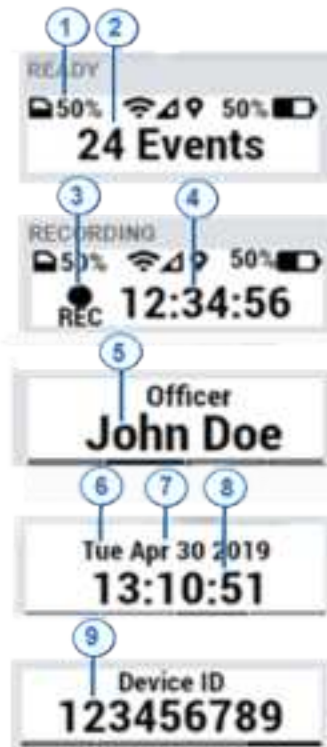 1 2
READY
50% 50%
24 Events
3 4
RECORDING
50% 50%
REC 12:34:56
5
Officer
John Doe
6 7 8
Tue Apr 30 2019
13:10:51
9
Device ID
123456789